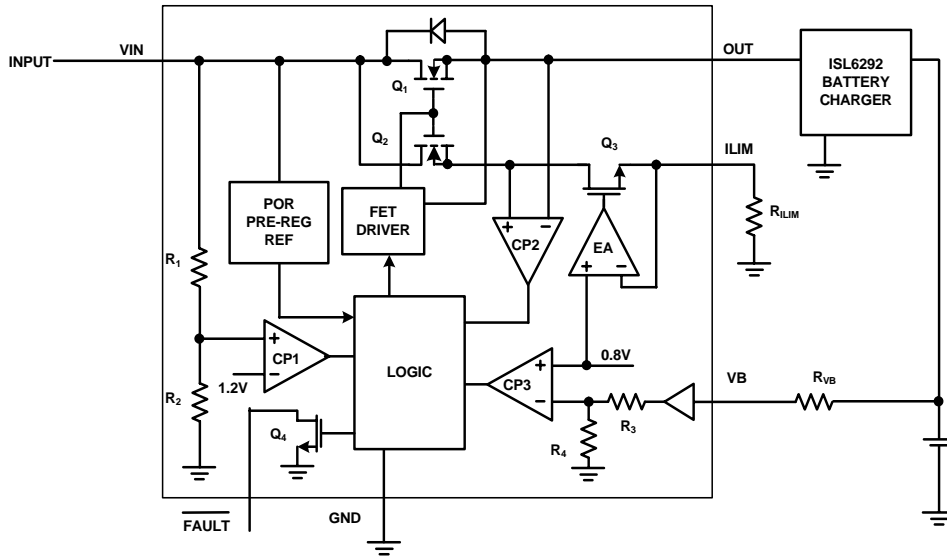 INPUT
VIN
OUT
ISL6292
BATTERY
CHARGER
Q1
Q2
Q3
ILIM
RILIM
POR
PRE-REG
REF
FET
DRIVER
+
−
CP2
EA
+
−
R1
+
−
CP1
1.2V
LOGIC
+
−
CP3
0.8V
VB
RVB
R2
R3
R4
Q4
FAULT
GND